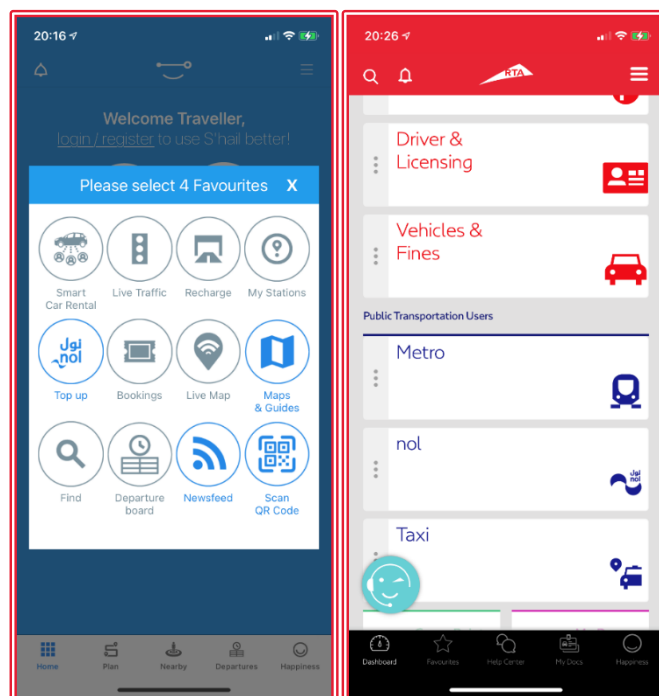 20:16
Welcome Traveller,
login / register to use S'hail better!
Please select 4 Favourites X
Smart
Car Rental
Live Traffic
Recharge
My Stations
نول
nol
Top up
Bookings
Live Map
Maps
& Guides
Find
Departure
board
Newsfeed
Scan
QR Code
Home
Plan
Nearby
Departures
Happiness
20:26
RTA
Driver &
Licensing
Vehicles &
Fines
Public Transportation Users
Metro
nol
نول
nol
Taxi
Dashboard
Favourites
Help Center
My Docs
Happiness